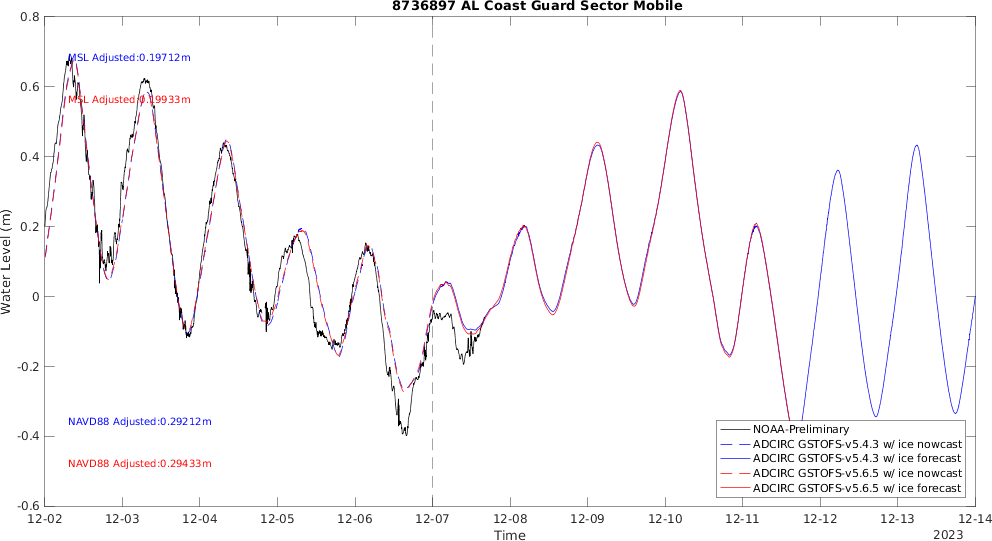 8736897 AL Coast Guard Sector Mobile
0.8
0.6
0.4
0.2
0
-0.2
-0.4
-0.6
Water Level (m)
MSL Adjusted:0.19712m
MSL Adjusted:0.19933m
NAVD88 Adjusted:0.29212m
NAVD88 Adjusted:0.29433m
NOAA-Preliminary
ADCIRC GSTOFS-v5.4.3 w/ ice nowcast
ADCIRC GSTOFS-v5.4.3 w/ ice forecast
ADCIRC GSTOFS-v5.6.5 w/ ice nowcast
ADCIRC GSTOFS-v5.6.5 w/ ice forecast
12-02 12-03 12-04 12-05 12-06 12-07 12-08 12-09 12-10 12-11 12-12 12-13 12-14
Time
2023